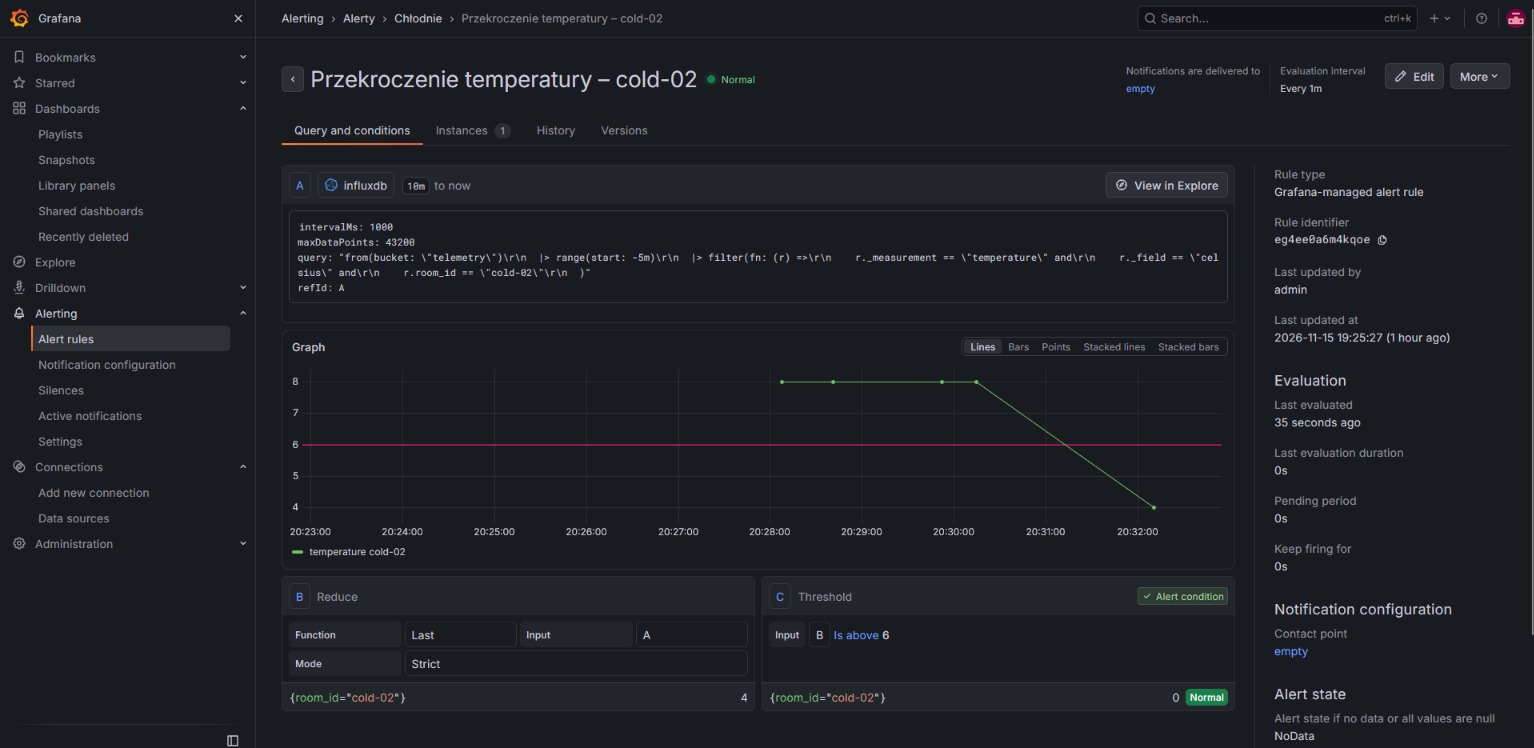 Grafana
Alerting › Alerty › Chłodnie › Przekroczenie temperatury – cold-02
Search... ctrl+k
Bookmarks
Starred
Dashboards
Playlists
Snapshots
Library panels
Shared dashboards
Recently deleted
Explore
Drilldown
Alerting
Alert rules
Notification configuration
Silences
Active notifications
Settings
Connections
Add new connection
Data sources
Administration
Przekroczenie temperatury – cold-02 Normal
Notifications are delivered to
empty
Evaluation interval
Every 1m
Edit
More
Query and conditions Instances 1 History Versions
A influxdb 10m to now View in Explore
intervalMs: 1000
maxDataPoints: 43200
query: "from(bucket: \"telemetry\")\r\n  |> range(start: -5m)\r\n  |> filter(fn: (r) =>\r\n    r._measurement == \"temperature\" and\r\n    r._field == \"cel
sius\" and\r\n    r.room_id == \"cold-02\"\r\n  )"
refId: A
Graph
Lines Bars Points Stacked lines Stacked bars
8
7
6
5
4
20:23:00 20:24:00 20:25:00 20:26:00 20:27:00 20:28:00 20:29:00 20:30:00 20:31:00 20:32:00
temperature cold-02
B Reduce
Function Last Input A
Mode Strict
{room_id="cold-02"} 4
C Threshold Alert condition
Input B Is above 6
{room_id="cold-02"} 0 Normal
Rule type
Grafana-managed alert rule
Rule identifier
eg4ee0a6m4kqoe
Last updated by
admin
Last updated at
2026-11-15 19:25:27 (1 hour ago)
Evaluation
Last evaluated
35 seconds ago
Last evaluation duration
0s
Pending period
0s
Keep firing for
0s
Notification configuration
Contact point
empty
Alert state
Alert state if no data or all values are null
NoData